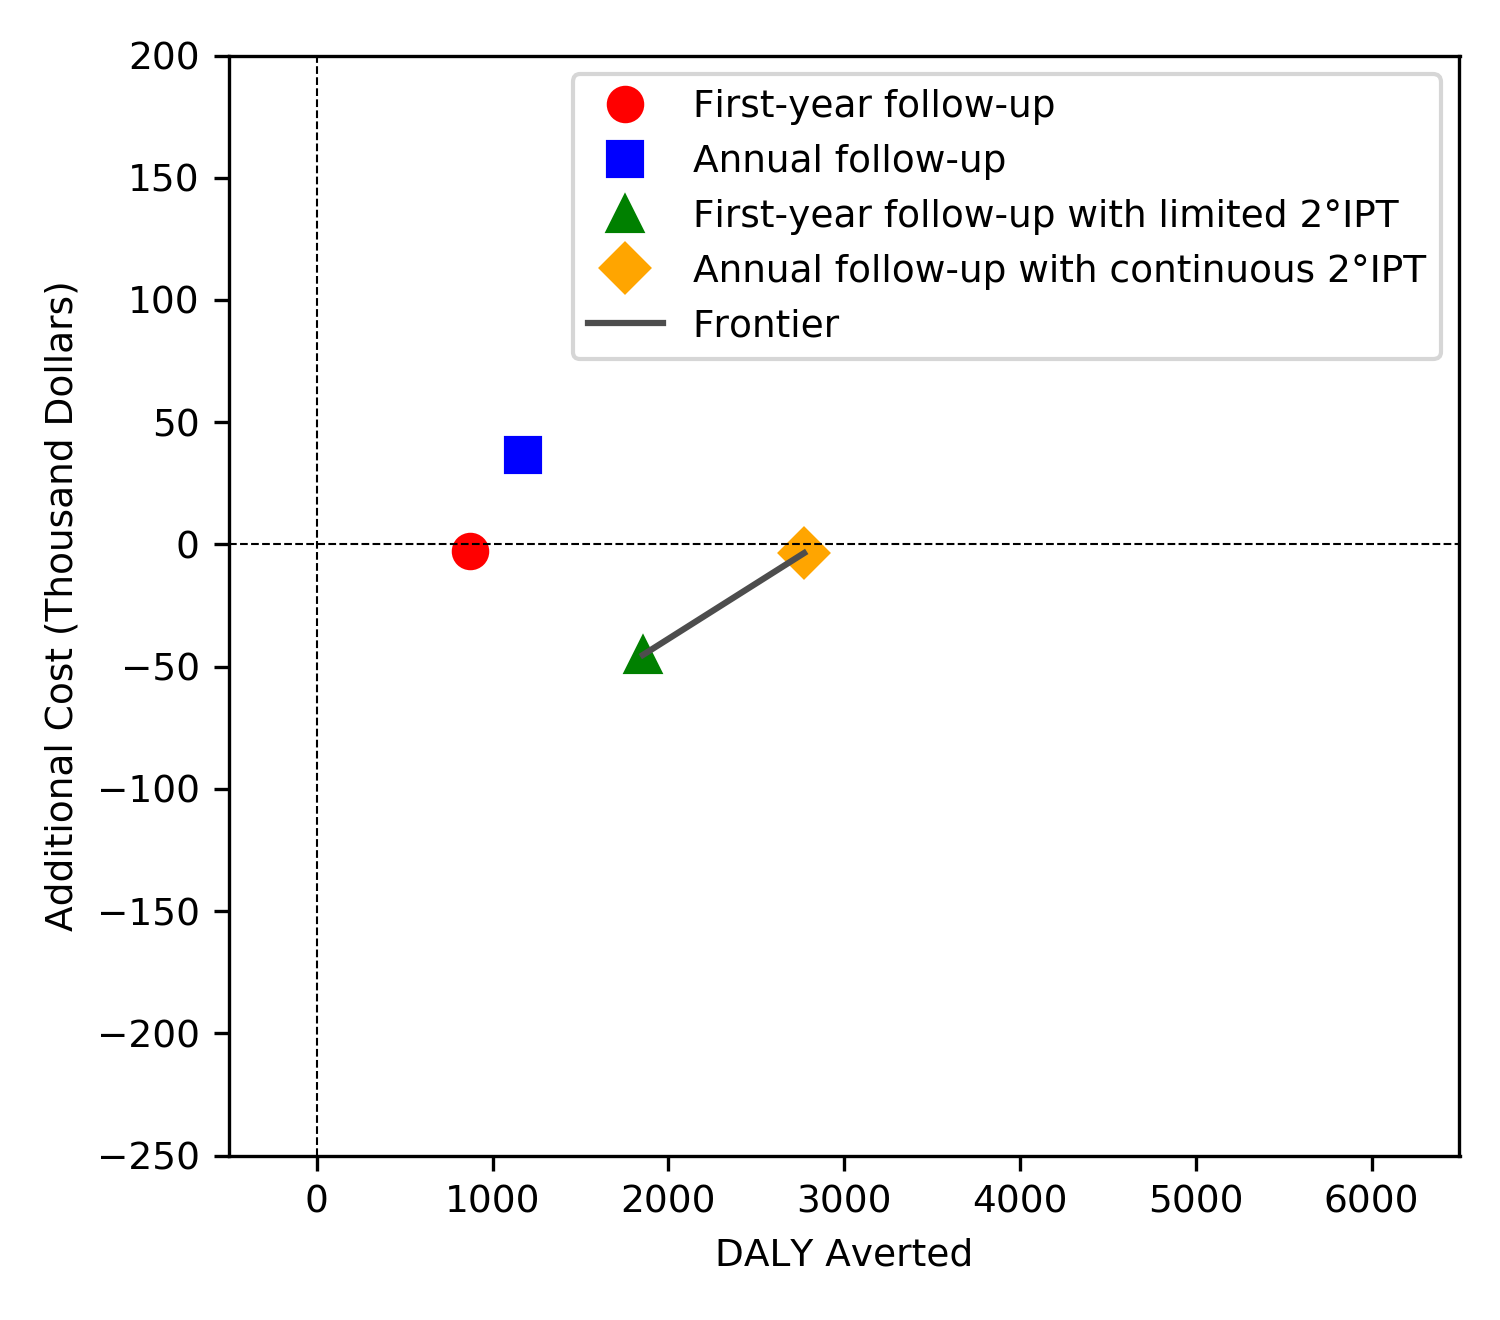 200
150
100
50
0
−50
−100
−150
−200
−250
Additional Cost (Thousand Dollars)
First-year follow-up
Annual follow-up
First-year follow-up with limited 2°IPT
Annual follow-up with continuous 2°IPT
Frontier
0 1000 2000 3000 4000 5000 6000
DALY Averted